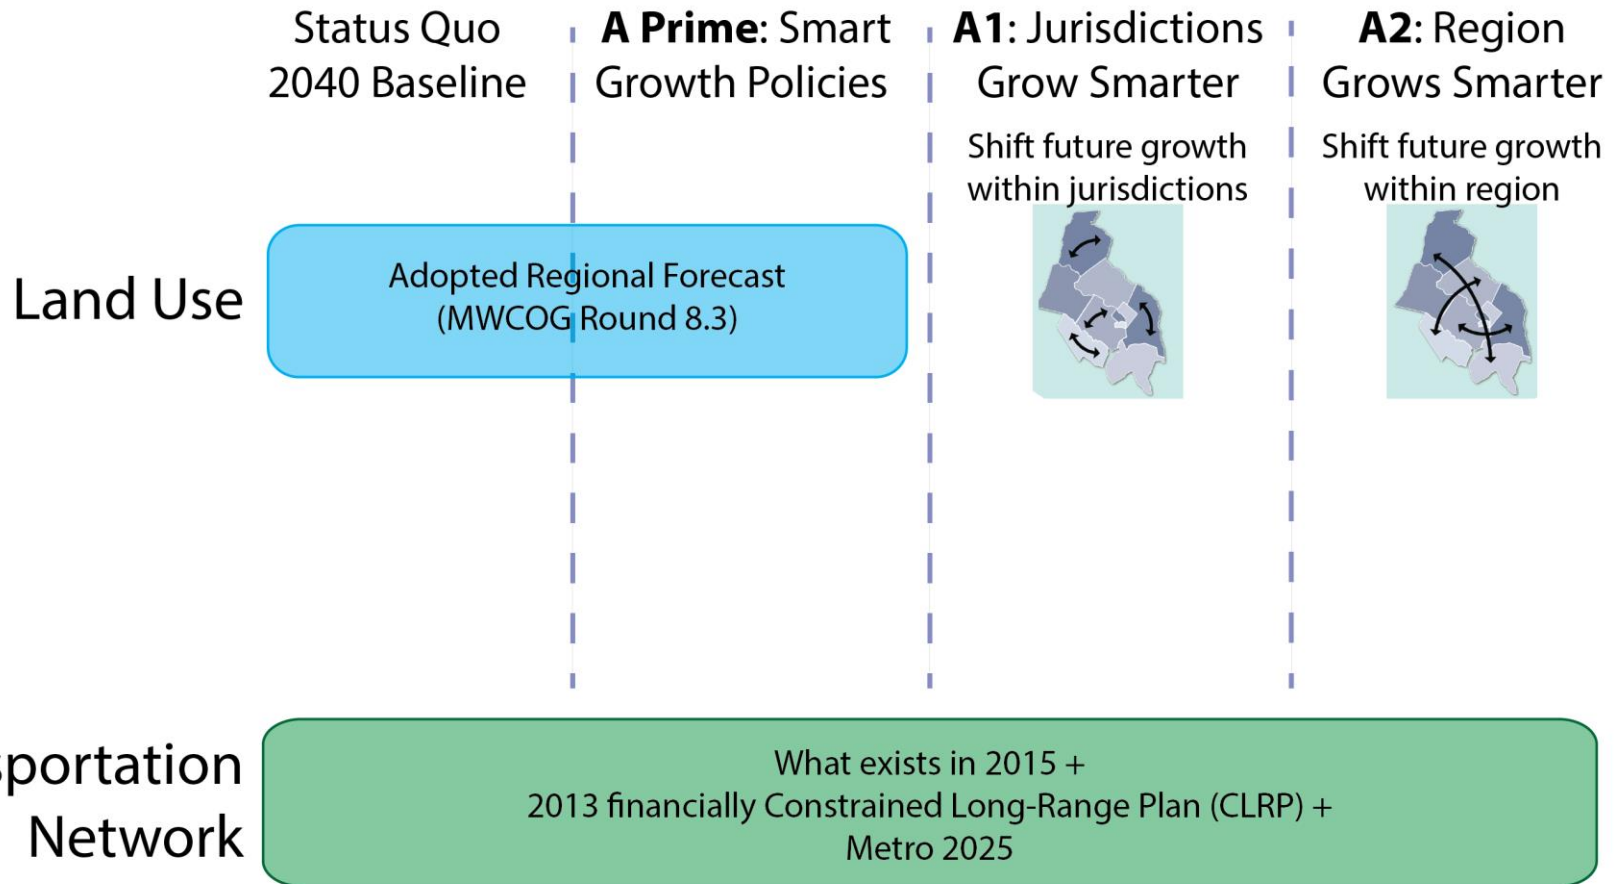 Status Quo
2040 Baseline
A Prime: Smart
Growth Policies
A1: Jurisdictions
Grow Smarter
Shift future growth
within jurisdictions
A2: Region
Grows Smarter
Shift future growth
within region
Land Use
Adopted Regional Forecast
(MWCOG Round 8.3)
sportation
Network
What exists in 2015 +
2013 financially Constrained Long-Range Plan (CLRP) +
Metro 2025